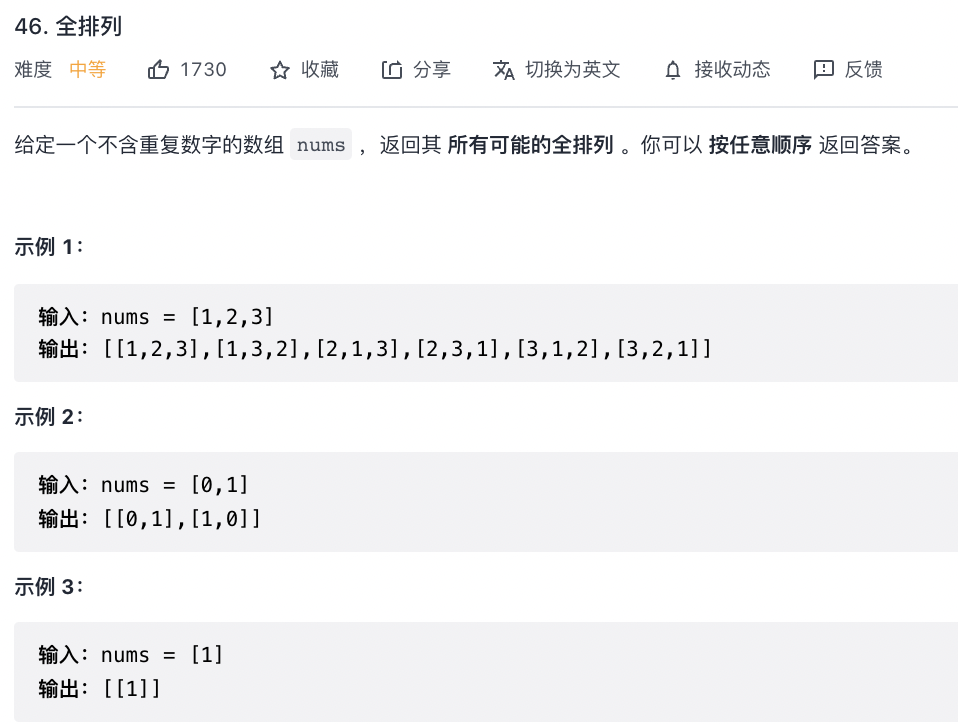 46. 全排列
难度 中等 1730 收藏 分享 切换为英文 接收动态 反馈
给定一个不含重复数字的数组 nums ，返回其 所有可能的全排列 。你可以 按任意顺序 返回答案。
示例 1：
输入：nums = [1,2,3]
输出：[[1,2,3],[1,3,2],[2,1,3],[2,3,1],[3,1,2],[3,2,1]]
示例 2：
输入：nums = [0,1]
输出：[[0,1],[1,0]]
示例 3：
输入：nums = [1]
输出：[[1]]